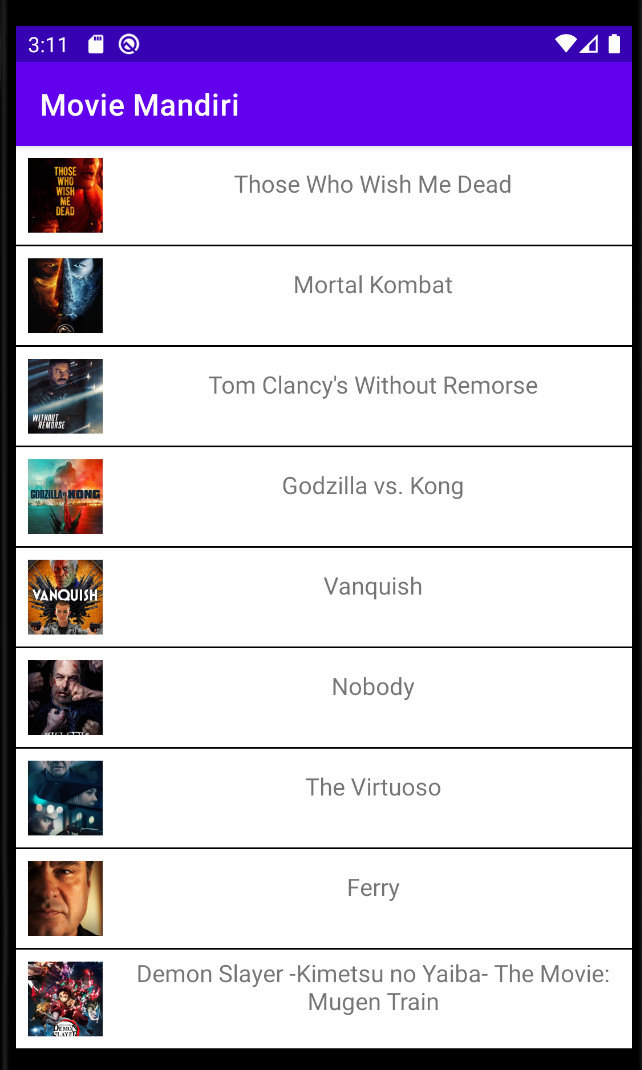 3:11
Movie Mandiri
THOSE
WHO
WISH
ME
DEAD
Those Who Wish Me Dead
Mortal Kombat
WITHOUT
REMORSE
Tom Clancy's Without Remorse
GODZILLA vs. KONG
Godzilla vs. Kong
VANQUISH
Vanquish
Nobody
The Virtuoso
Ferry
DEMON
SLAYER
Demon Slayer -Kimetsu no Yaiba- The Movie:
Mugen Train